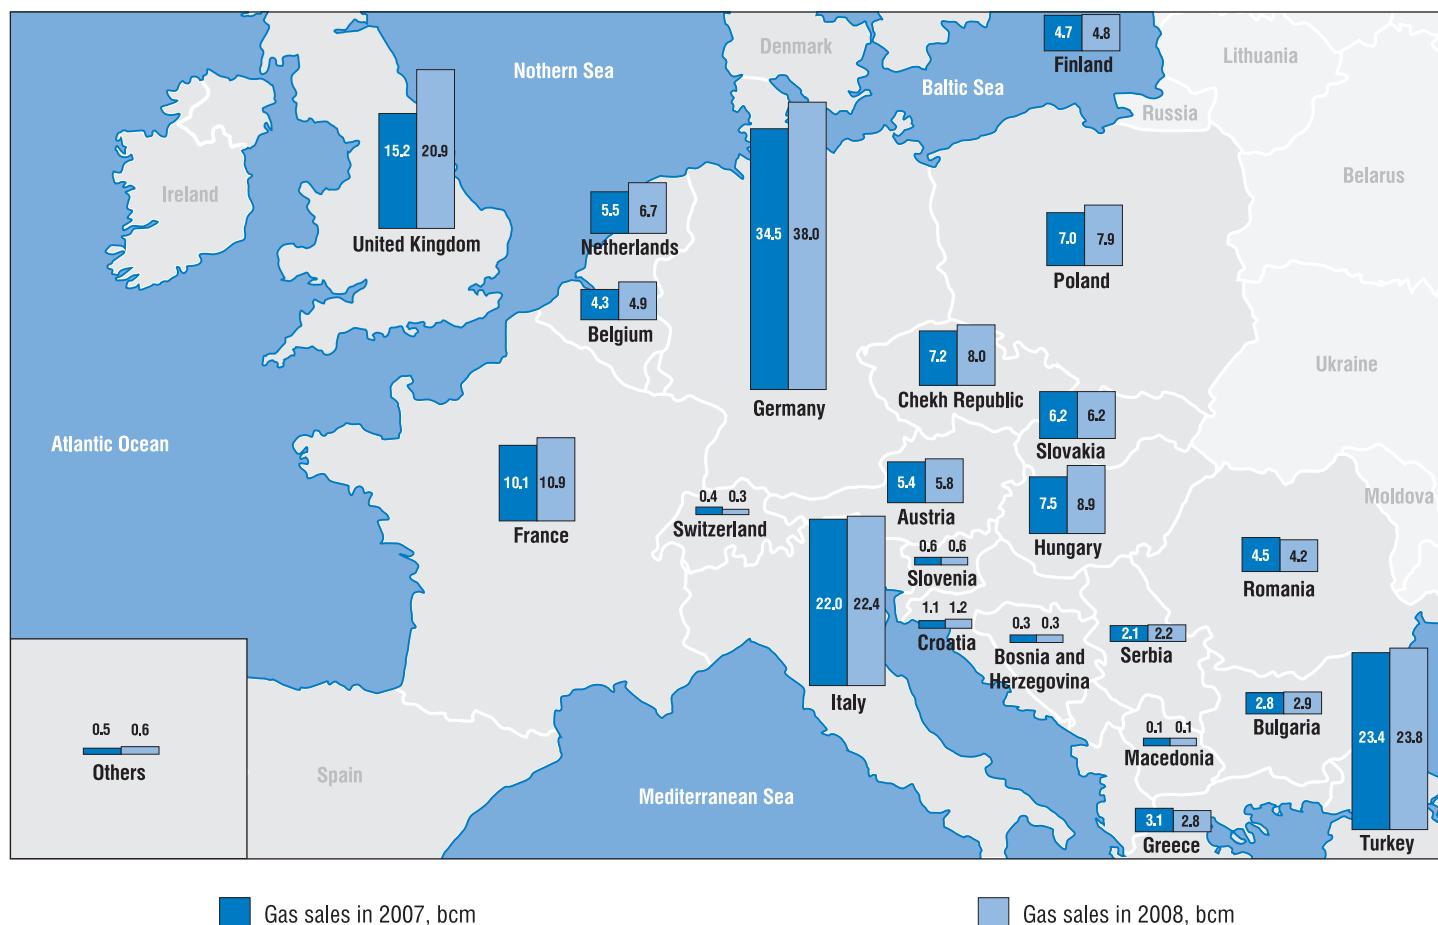 4.7 4.8
Finland
Denmark
Lithuania
Nothern Sea
Baltic Sea
Russia
15.2 20.9
United Kingdom
Ireland
Belarus
5.5 6.7
Netherlands
34.5 38.0
Germany
7.0 7.9
Poland
4.3 4.9
Belgium
7.2 8.0
Chekh Republic
Ukraine
6.2 6.2
Slovakia
Atlantic Ocean
10.1 10.9
France
0.4 0.3
Switzerland
5.4 5.8
Austria
7.5 8.9
Hungary
Moldova
0.6 0.6
Slovenia
4.5 4.2
Romania
22.0 22.4
Italy
1.1 1.2
Croatia
0.3 0.3
Bosnia and
Herzegovina
2.1 2.2
Serbia
2.8 2.9
Bulgaria
23.4 23.8
Turkey
0.5 0.6
Others
Spain
0.1 0.1
Macedonia
Mediterranean Sea
3.1 2.8
Greece
Gas sales in 2007, bcm
Gas sales in 2008, bcm